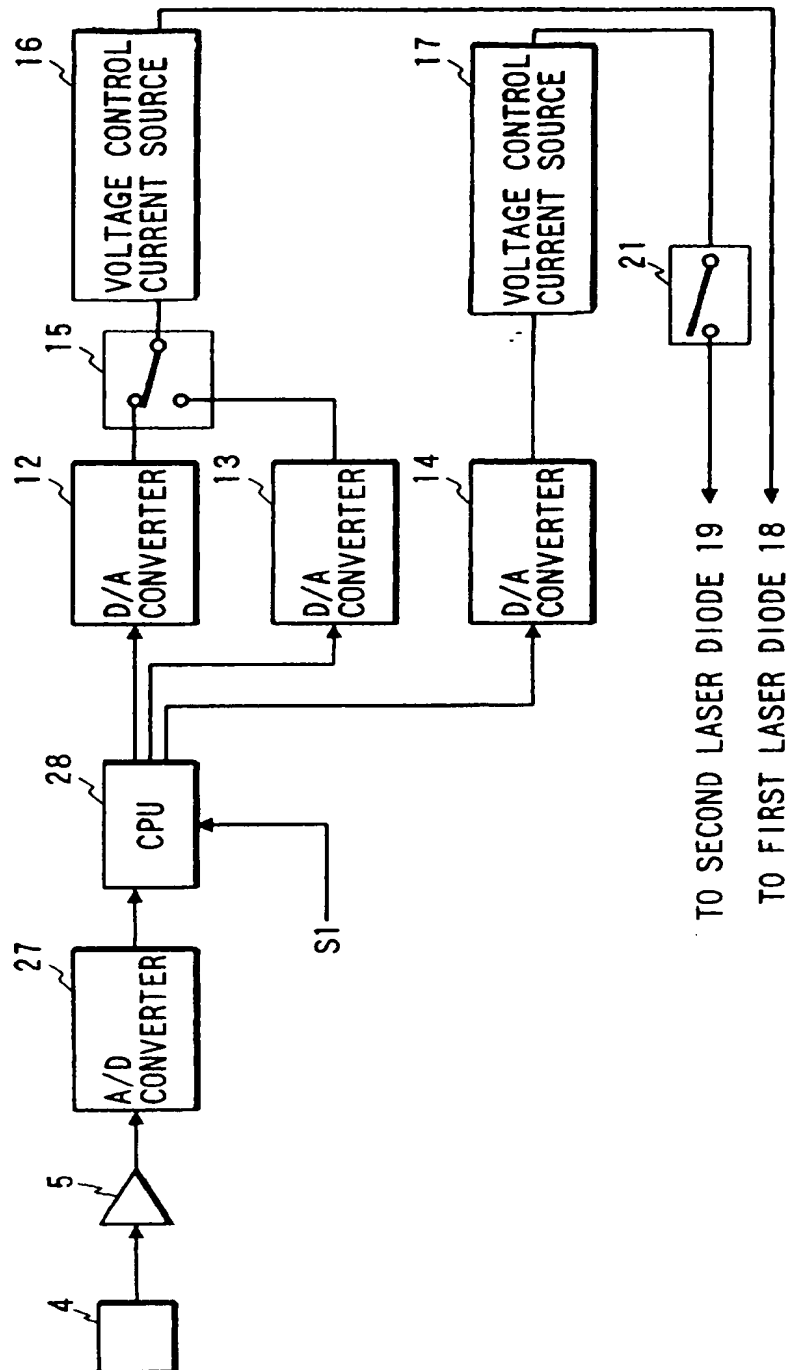 4
5
27
A/D
CONVERTER
28
CPU
S1
12
D/A
CONVERTER
13
D/A
CONVERTER
14
D/A
CONVERTER
15
16
VOLTAGE CONTROL
CURRENT SOURCE
17
VOLTAGE CONTROL
CURRENT SOURCE
21
TO SECOND LASER DIODE 19
TO FIRST LASER DIODE 18